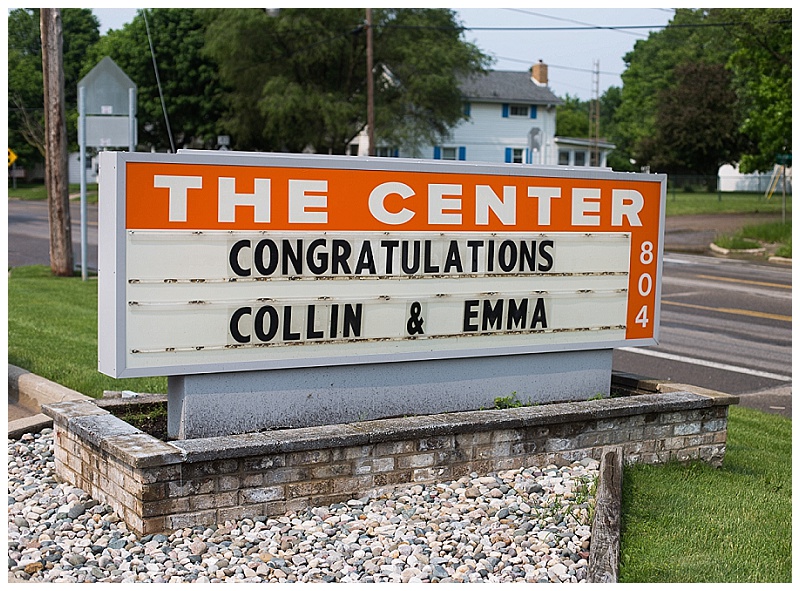 THE CENTER
804
CONGRATULATIONS
COLLIN & EMMA